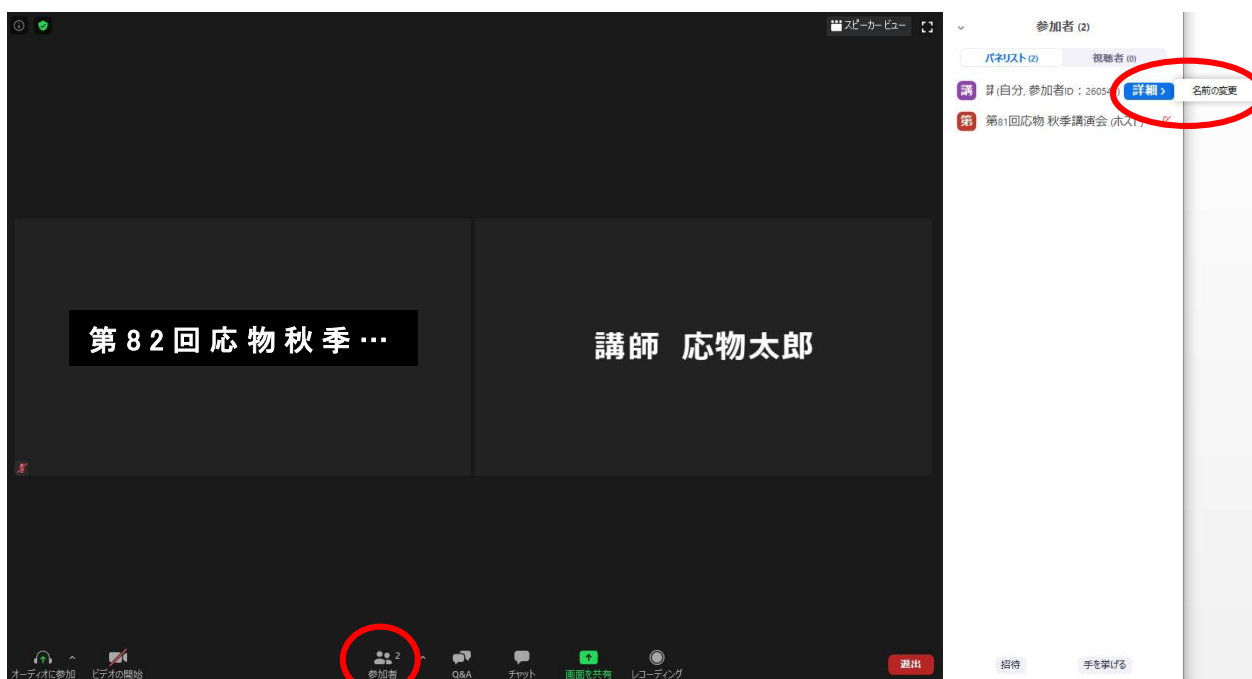 スピーカービュー
第82回応物秋季…
講師 応物太郎
オーディオに参加
ビデオの開始
参加者 2
Q&A
チャット
画面を共有
レコーディング
退出
参加者 (2)
パネリスト (2)
視聴者 (0)
講
(自分, 参加者ID : 26054
詳細 >
名前の変更
第
第81回応物 秋季講演会 (ホスト)
招待
手を挙げる